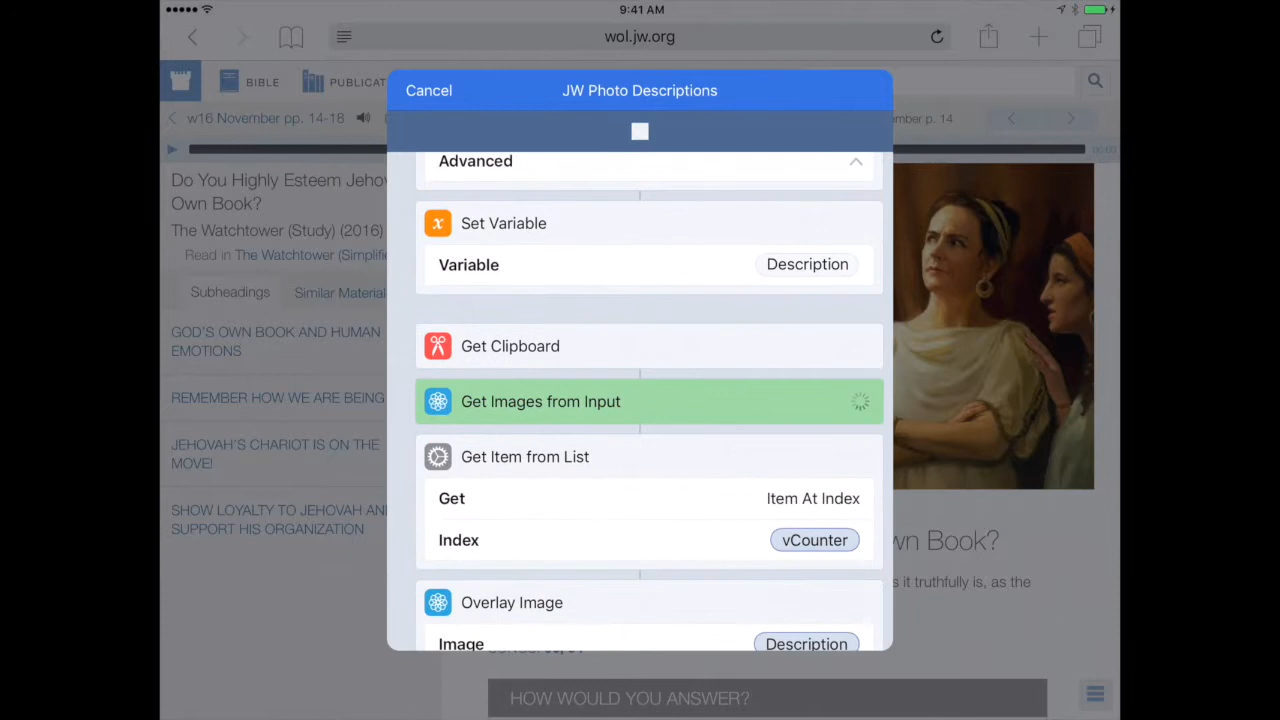 9:41 AM
wol.jw.org
BIBLE
PUBLICAT
w16 November pp. 14-18
mber p. 14
00:00
Cancel
JW Photo Descriptions
Advanced
Set Variable
Variable
Description
Get Clipboard
Get Images from Input
Get Item from List
Get
Item At Index
Index
vCounter
Overlay Image
Image
Description
Do You Highly Esteem Jeho
Own Book?
The Watchtower (Study) (2016)
Read in The Watchtower (Simplifie
Subheadings
Similar Material
GOD'S OWN BOOK AND HUMAN
EMOTIONS
REMEMBER HOW WE ARE BEING
JEHOVAH'S CHARIOT IS ON THE
MOVE!
SHOW LOYALTY TO JEHOVAH AN
SUPPORT HIS ORGANIZATION
wn Book?
s it truthfully is, as the
HOW WOULD YOU ANSWER?